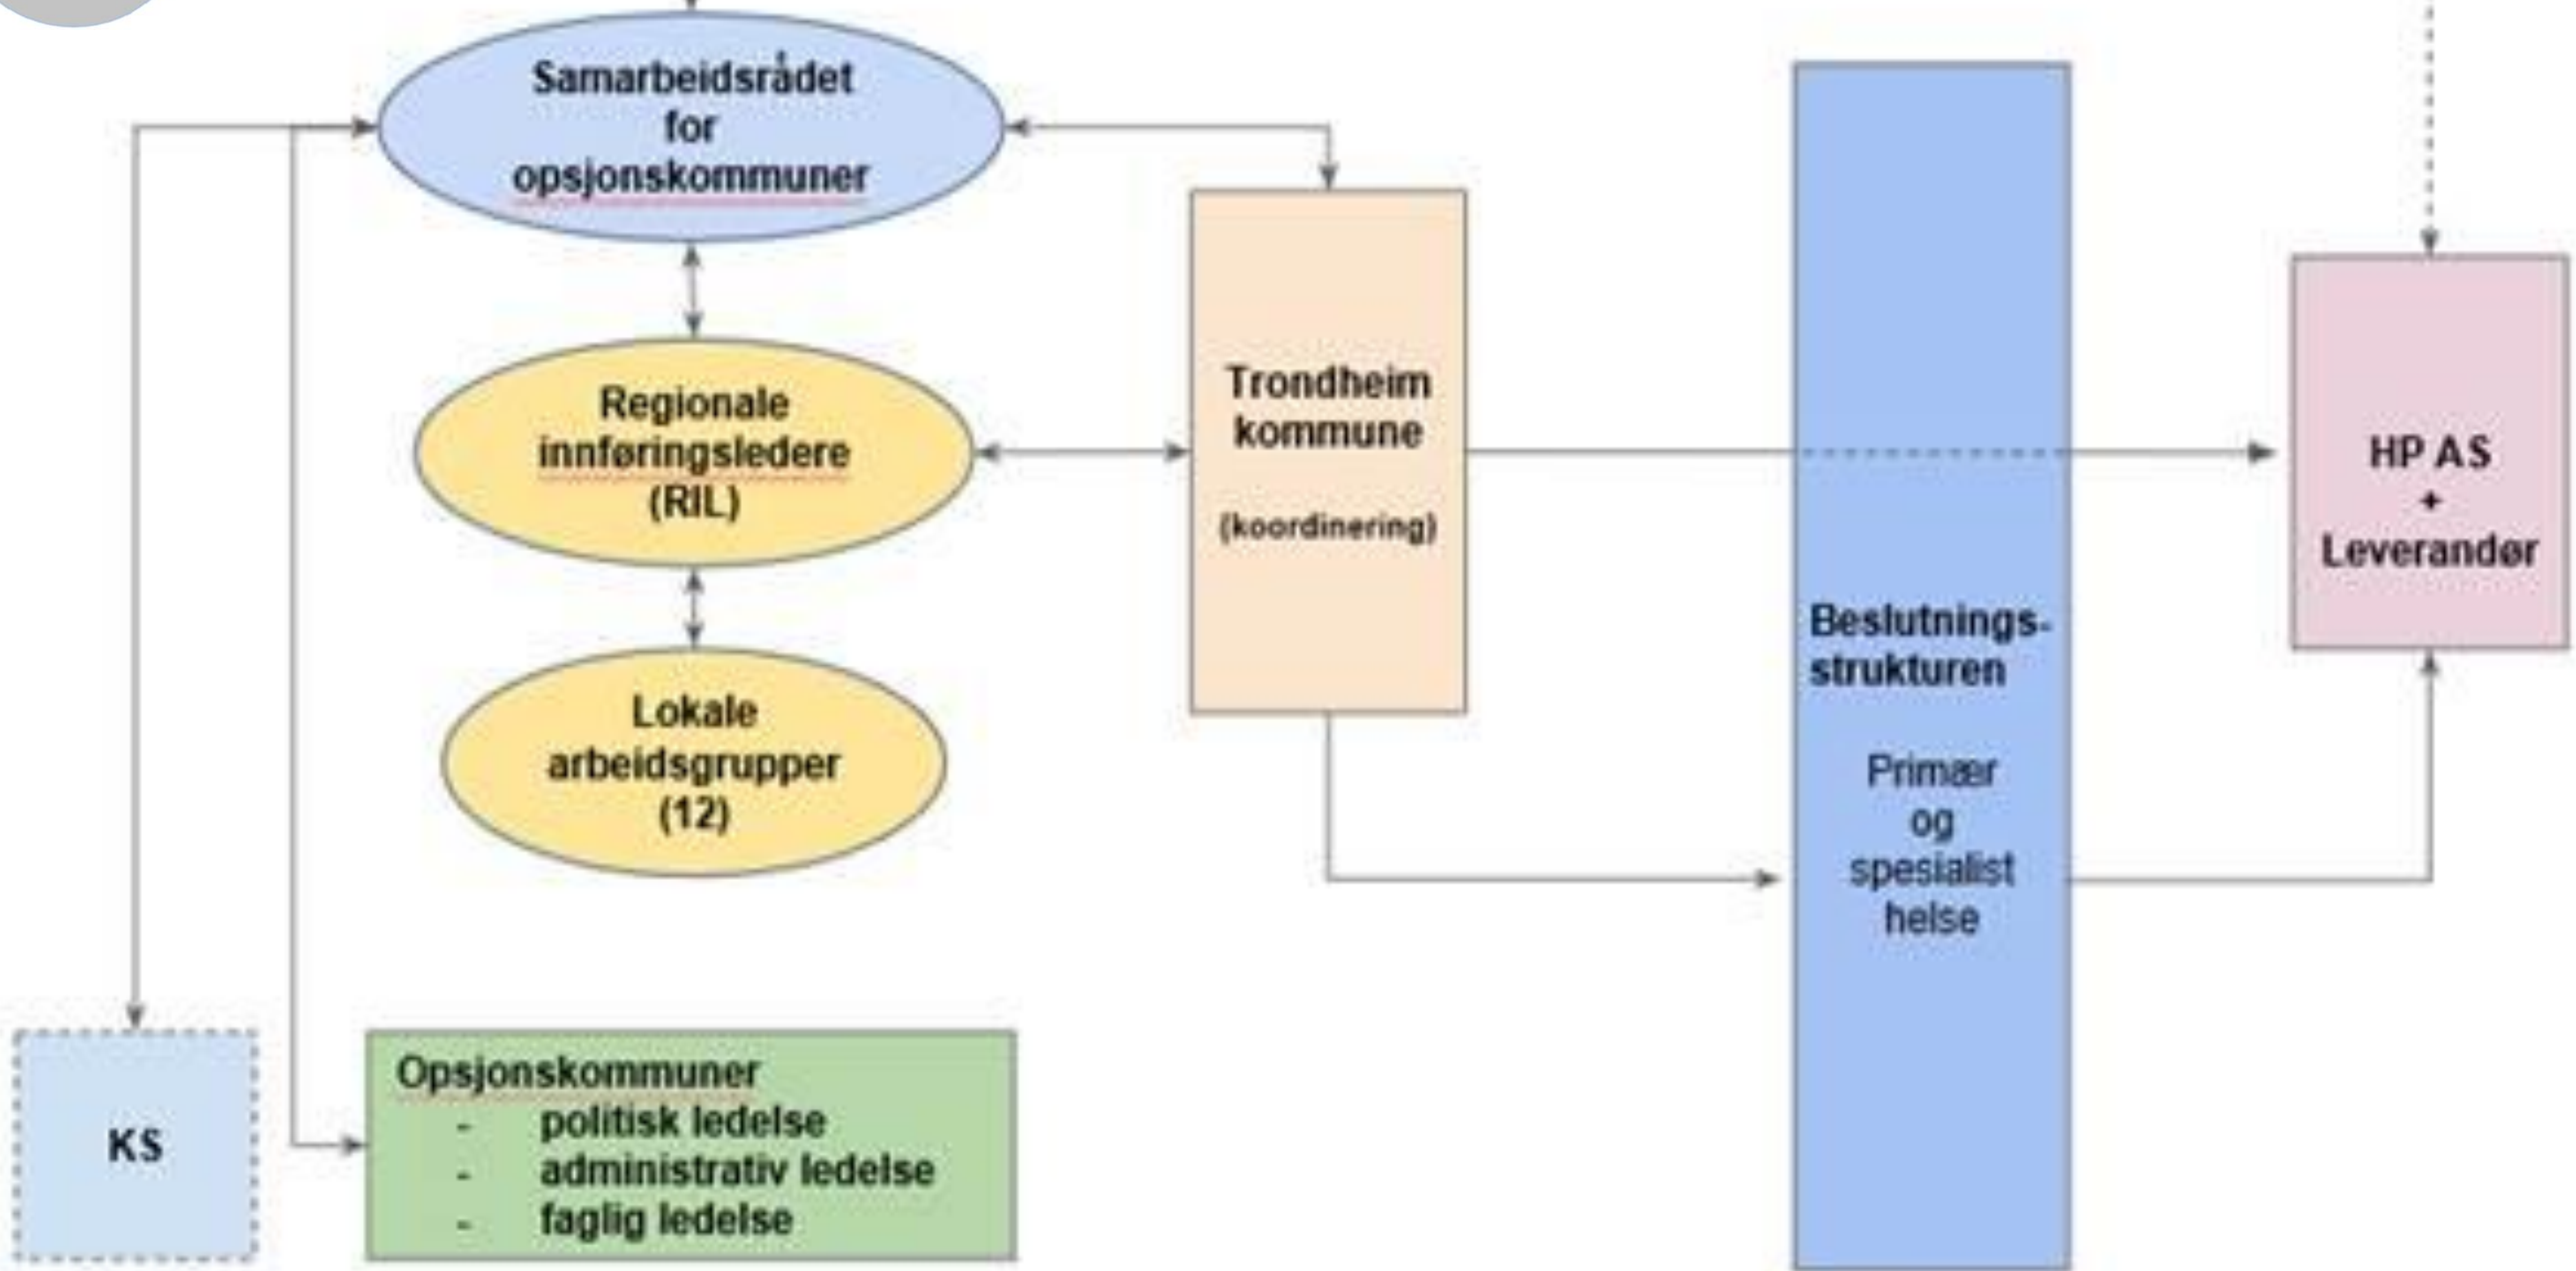 Samarbeidsrådet
for
opsjonskommuner
Regionale
innføringsledere
(RIL)
Lokale
arbeidsgrupper
(12)
Trondheim
kommune
(koordinering)
Beslutnings-
strukturen
Primær
og
spesialist
helse
HP AS
+
Leverandør
KS
Opsjonskommuner
- politisk ledelse
- administrativ ledelse
- faglig ledelse